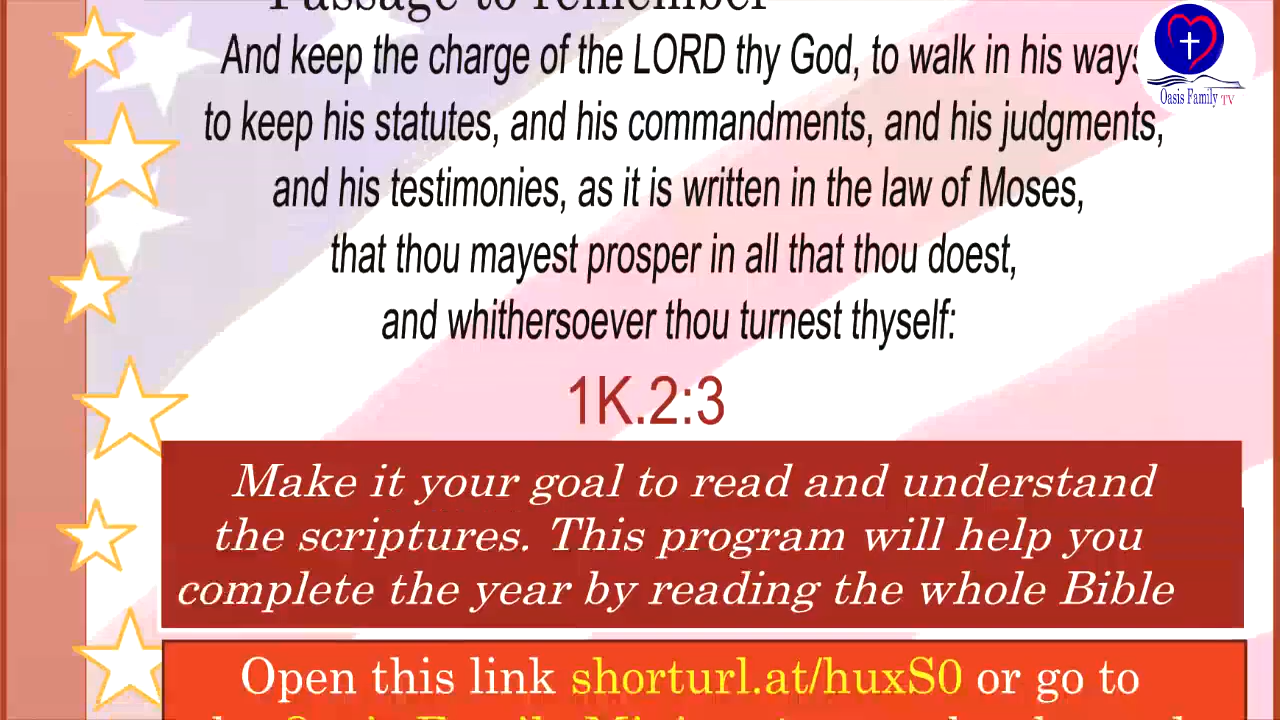 Passage to remember
And keep the charge of the LORD thy God, to walk in his ways
to keep his statutes, and his commandments, and his judgments,
and his testimonies, as it is written in the law of Moses,
that thou mayest prosper in all that thou doest,
and whithersoever thou turnest thyself:
1K.2:3
Make it your goal to read and understand
the scriptures. This program will help you
complete the year by reading the whole Bible
Open this link shorturl.at/huxS0 or go to
Oasis Family TV